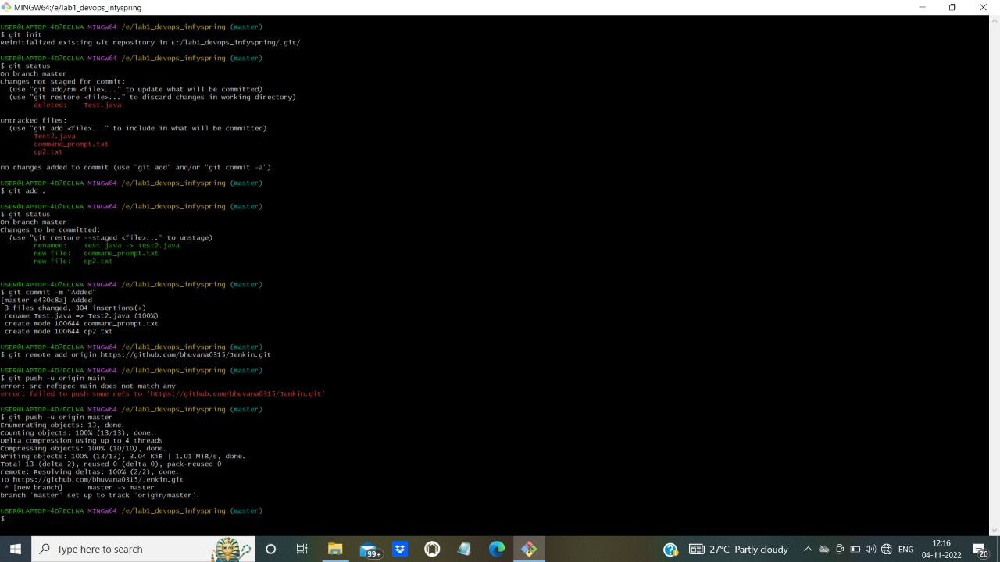 MINGW64:/e/lab1_devops_infyspring
USER@LAPTOP-4D7ECLNA MINGW64 /e/lab1_devops_infyspring (master)
$ git init
Reinitialized existing Git repository in E:/lab1_devops_infyspring/.git/
USER@LAPTOP-4D7ECLNA MINGW64 /e/lab1_devops_infyspring (master)
$ git status
On branch master
Changes not staged for commit:
  (use "git add/rm <file>..." to update what will be committed)
  (use "git restore <file>..." to discard changes in working directory)
        deleted:    Test.java
Untracked files:
  (use "git add <file>..." to include in what will be committed)
        Test2.java
        command_prompt.txt
        cp2.txt
no changes added to commit (use "git add" and/or "git commit -a")
USER@LAPTOP-4D7ECLNA MINGW64 /e/lab1_devops_infyspring (master)
$ git add .
USER@LAPTOP-4D7ECLNA MINGW64 /e/lab1_devops_infyspring (master)
$ git status
On branch master
Changes to be committed:
  (use "git restore --staged <file>..." to unstage)
        renamed:    Test.java -> Test2.java
        new file:   command_prompt.txt
        new file:   cp2.txt
USER@LAPTOP-4D7ECLNA MINGW64 /e/lab1_devops_infyspring (master)
$ git commit -m "Added"
[master e430c8a] Added
 3 files changed, 304 insertions(+)
 rename Test.java => Test2.java (100%)
 create mode 100644 command_prompt.txt
 create mode 100644 cp2.txt
USER@LAPTOP-4D7ECLNA MINGW64 /e/lab1_devops_infyspring (master)
$ git remote add origin https://github.com/bhuvana0315/Jenkin.git
USER@LAPTOP-4D7ECLNA MINGW64 /e/lab1_devops_infyspring (master)
$ git push -u origin main
error: src refspec main does not match any
error: failed to push some refs to 'https://github.com/bhuvana0315/Jenkin.git'
USER@LAPTOP-4D7ECLNA MINGW64 /e/lab1_devops_infyspring (master)
$ git push -u origin master
Enumerating objects: 13, done.
Counting objects: 100% (13/13), done.
Delta compression using up to 4 threads
Compressing objects: 100% (10/10), done.
Writing objects: 100% (13/13), 3.04 KiB | 1.01 MiB/s, done.
Total 13 (delta 2), reused 0 (delta 0), pack-reused 0
remote: Resolving deltas: 100% (2/2), done.
To https://github.com/bhuvana0315/Jenkin.git
 * [new branch]      master -> master
branch 'master' set up to track 'origin/master'.
USER@LAPTOP-4D7ECLNA MINGW64 /e/lab1_devops_infyspring (master)
$
Type here to search
99+
27°C Partly cloudy
ENG
12:16
04-11-2022
20